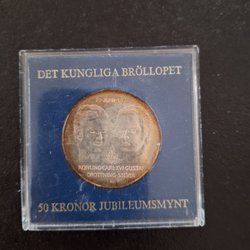 DET KUNGLIGA BRÖLLOPET
KONUNG CARL XVI GUSTAF
DROTTNING SILVIA
50 KRONOR JUBILEUMSMYNT